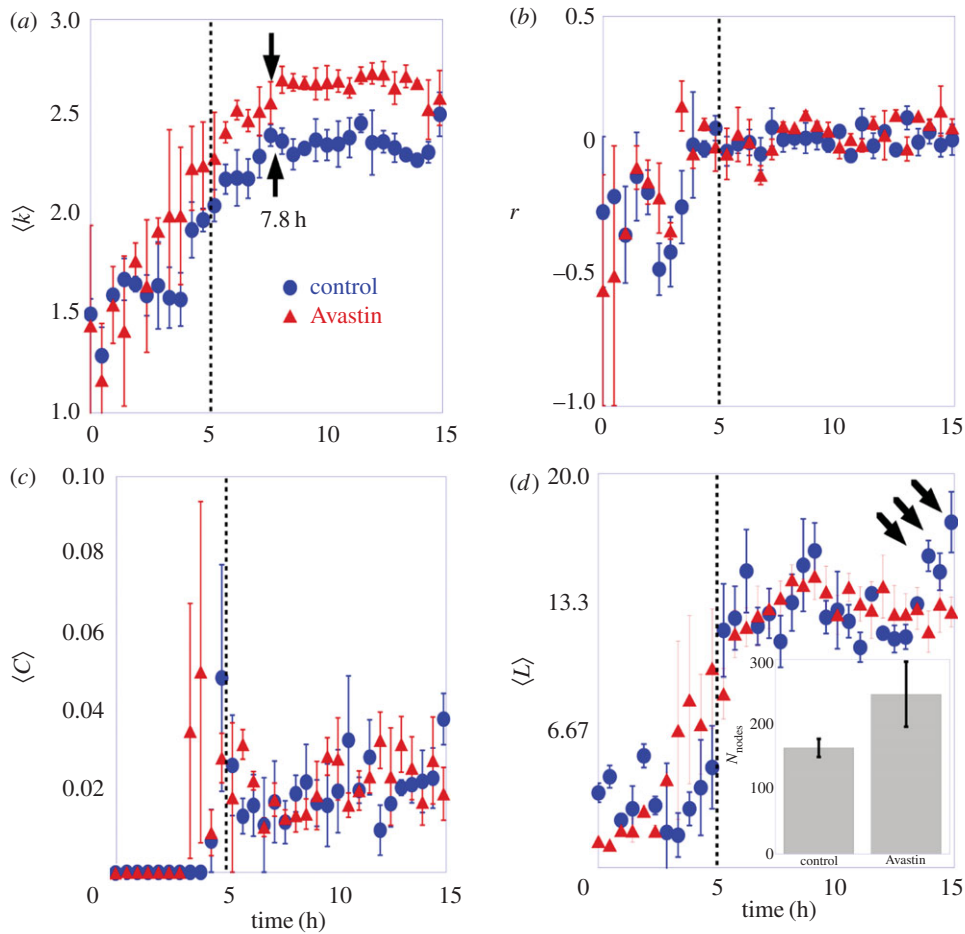 (a)
3.0
2.5
2.0
1.5
1.0
⟨k⟩
7.8 h
control
Avastin
0
5
10
15
(b)
0.5
0
–0.5
–1.0
r
0
5
10
15
(c)
0.10
0.08
0.06
0.04
0.02
⟨C⟩
0
5
10
15
time (h)
(d)
20.0
13.3
6.67
⟨L⟩
300
200
100
0
Nnodes
control
Avastin
0
5
10
15
time (h)